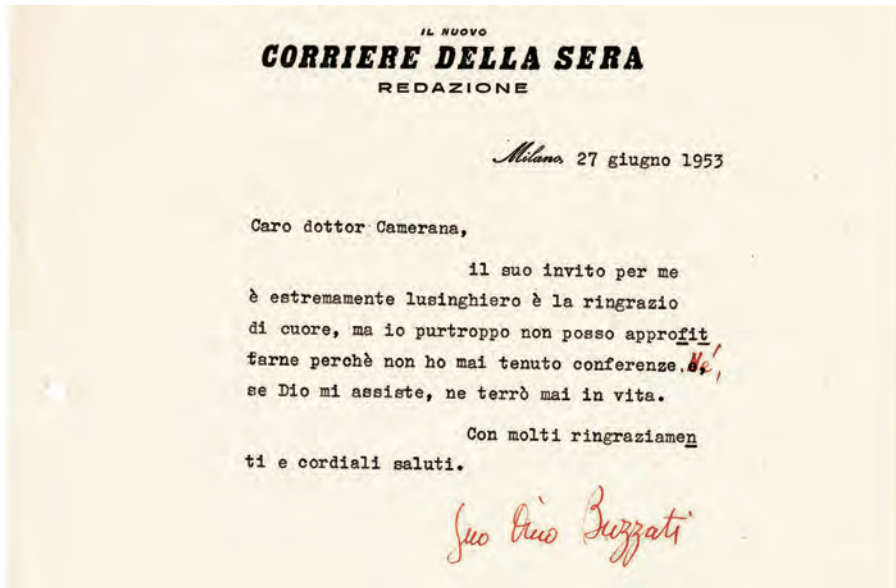 IL NUOVO
CORRIERE DELLA SERA
REDAZIONE
Milano, 27 giugno 1953
Caro dottor Camerana,
il suo invito per me
è estremamente lusinghiero è la ringrazio
di cuore, ma io purtroppo non posso approfit
tarne perchè non ho mai tenuto conferenze. Né,
se Dio mi assiste, ne terrò mai in vita.
Con molti ringraziamen
ti e cordiali saluti.
Suo Dino Buzzati